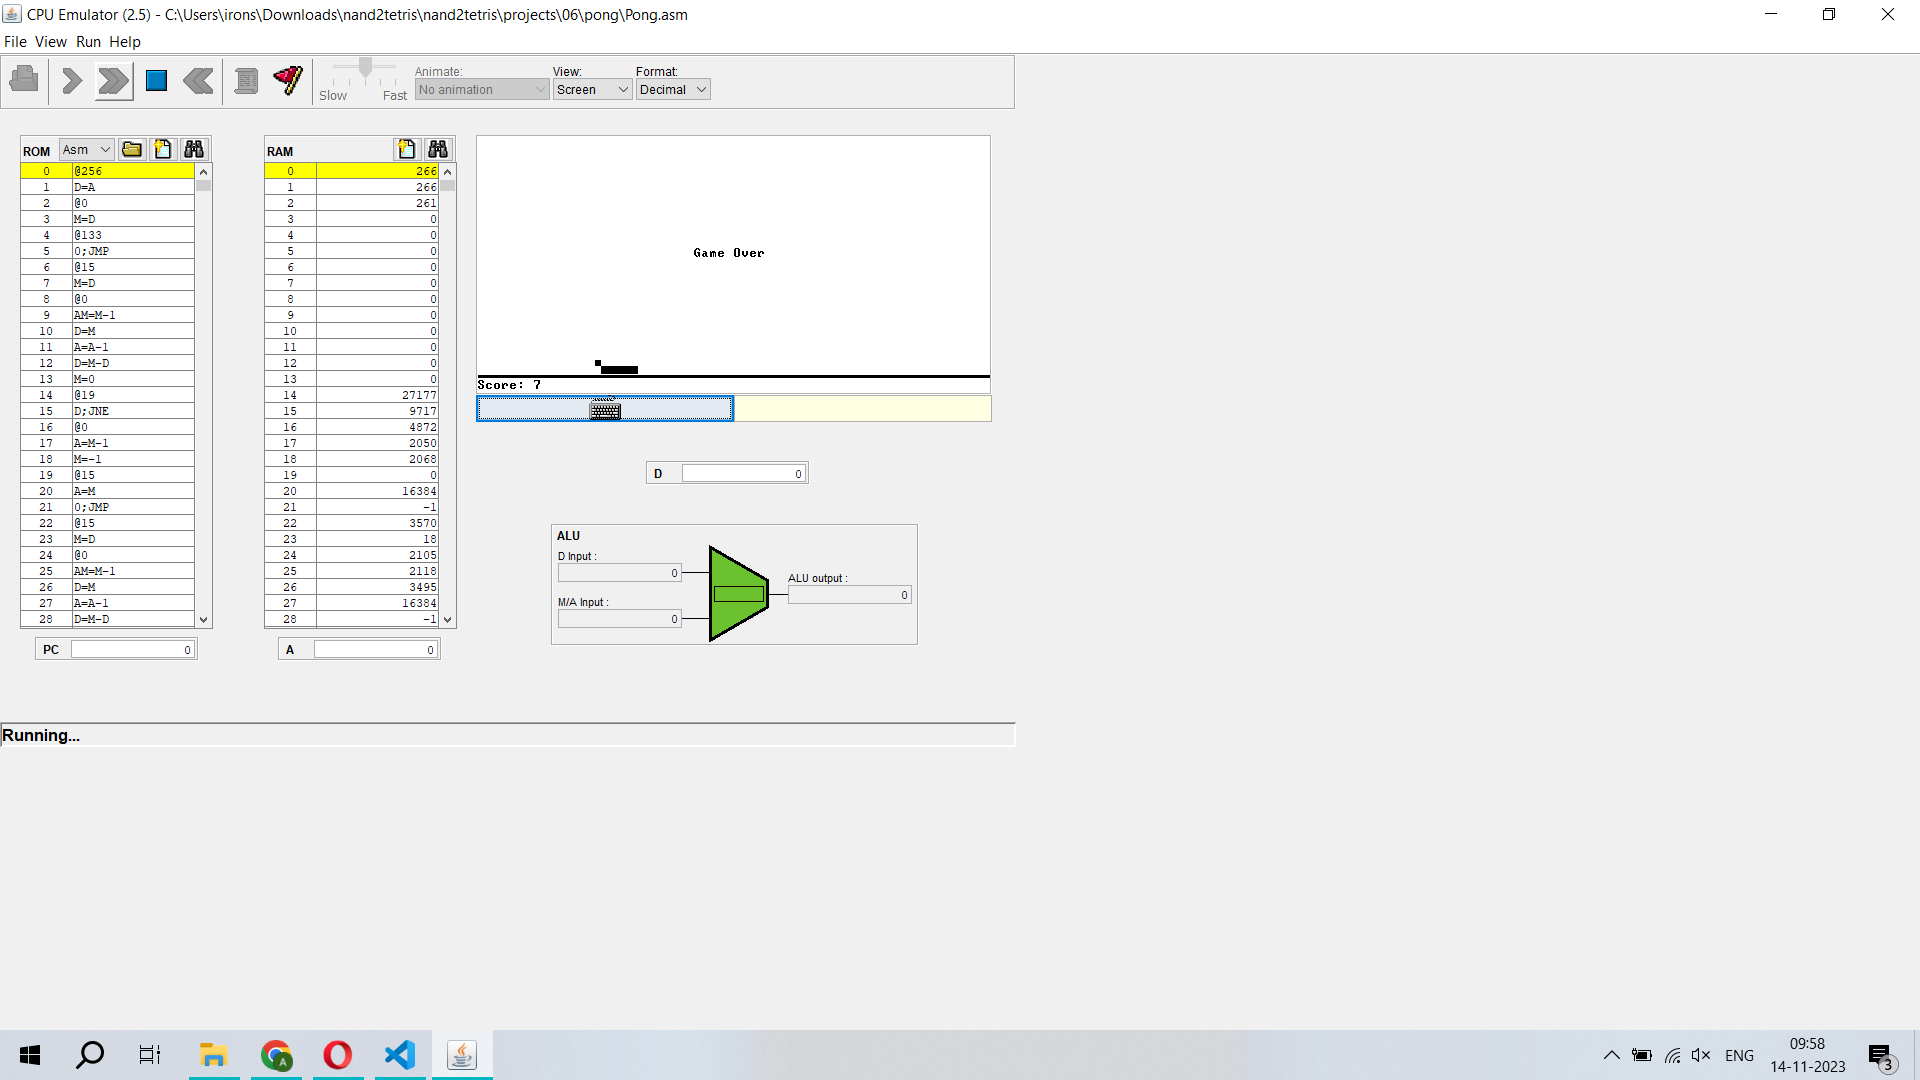 CPU Emulator (2.5) - C:\Users\irons\Downloads\nand2tetris\nand2tetris\projects\06\pong\Pong.asm
File View Run Help
Slow Fast
Animate:
No animation
View:
Screen
Format:
Decimal
ROM Asm
0 @256
1 D=A
2 @0
3 M=D
4 @133
5 0;JMP
6 @15
7 M=D
8 @0
9 AM=M-1
10 D=M
11 A=A-1
12 D=M-D
13 M=0
14 @19
15 D;JNE
16 @0
17 A=M-1
18 M=-1
19 @15
20 A=M
21 0;JMP
22 @15
23 M=D
24 @0
25 AM=M-1
26 D=M
27 A=A-1
28 D=M-D
PC 0
RAM
0 266
1 266
2 261
3 0
4 0
5 0
6 0
7 0
8 0
9 0
10 0
11 0
12 0
13 0
14 27177
15 9717
16 4872
17 2050
18 2068
19 0
20 16384
21 -1
22 3570
23 18
24 2105
25 2118
26 3495
27 16384
28 -1
A 0
Game Over
Score: 7
D 0
ALU
D Input :
0
M/A Input :
0
ALU output :
0
Running...
ENG
09:58
14-11-2023
3